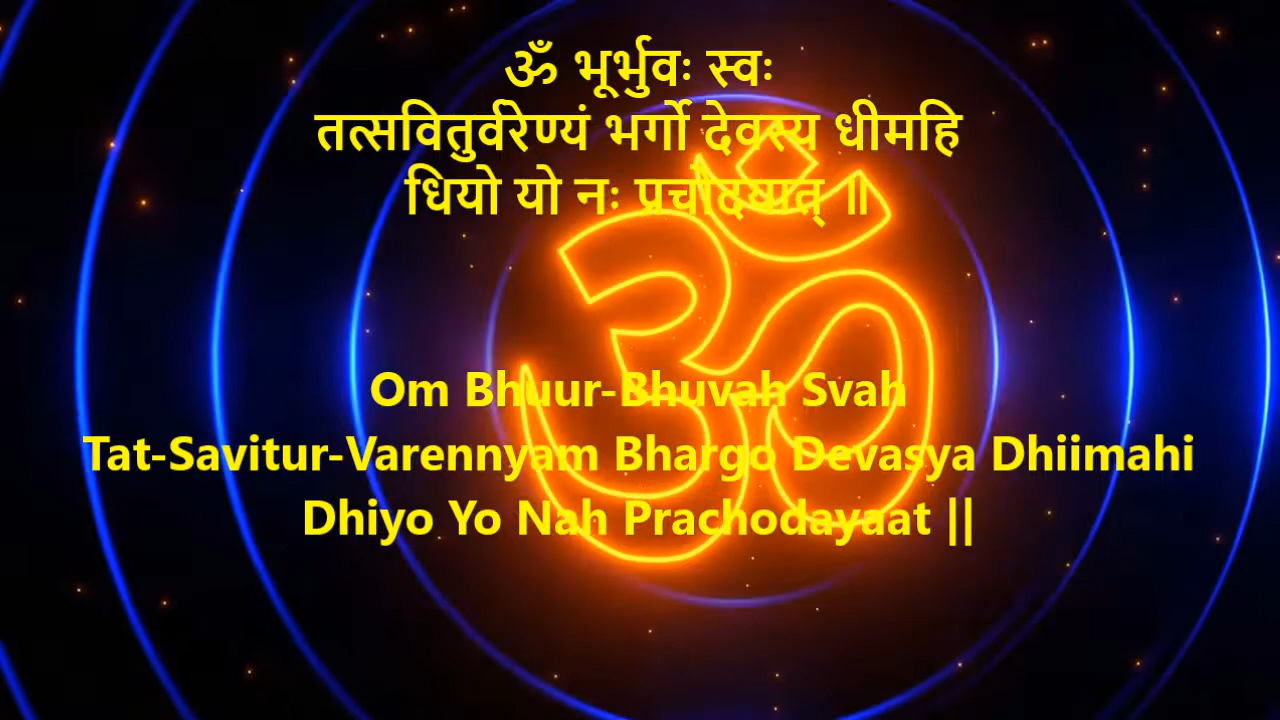 ॐ भूर्भुवः स्वः
तत्सवितुर्वरेण्यं भर्गो देवस्य धीमहि
धियो यो नः प्रचोदयात् ॥
Om Bhuur-Bhuvah Svah
Tat-Savitur-Varennyam Bhargo Devasya Dhiimahi
Dhiyo Yo Nah Prachodayaat ||